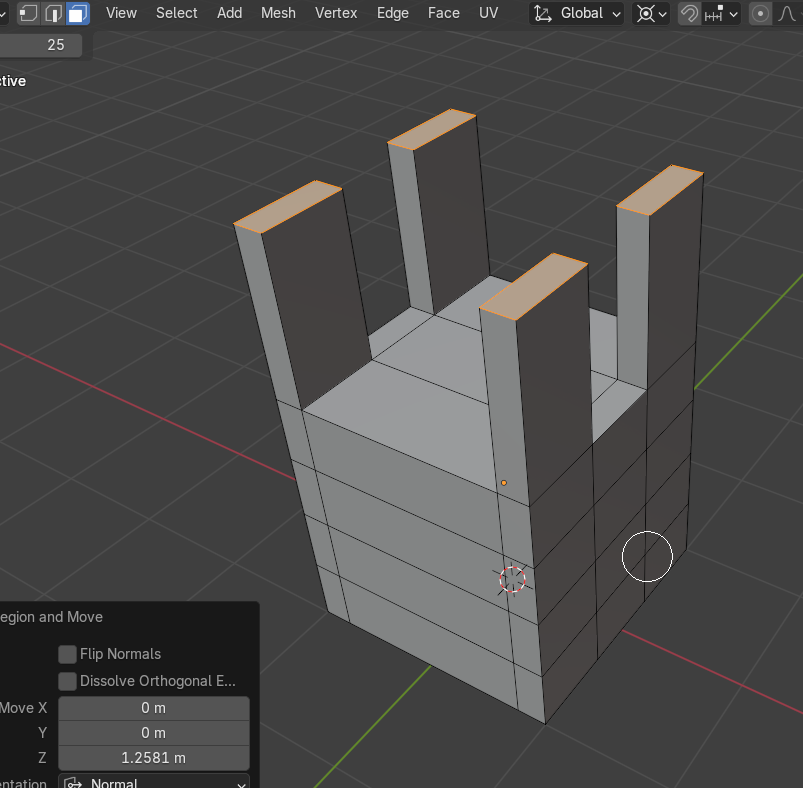 View Select Add Mesh Vertex Edge Face UV Global
25
ctive
egion and Move
Flip Normals
Dissolve Orthogonal E...
Move X 0 m
Y 0 m
Z 1.2581 m
entation Normal